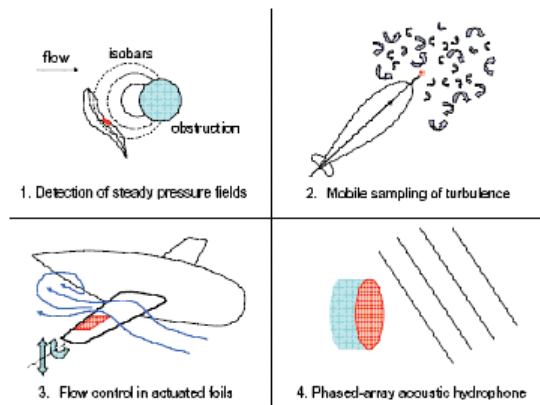 flow
isobars
obstruction
1. Detection of steady pressure fields
2. Mobile sampling of turbulence
3. Flow control in actuated foils
4. Phased-array acoustic hydrophone